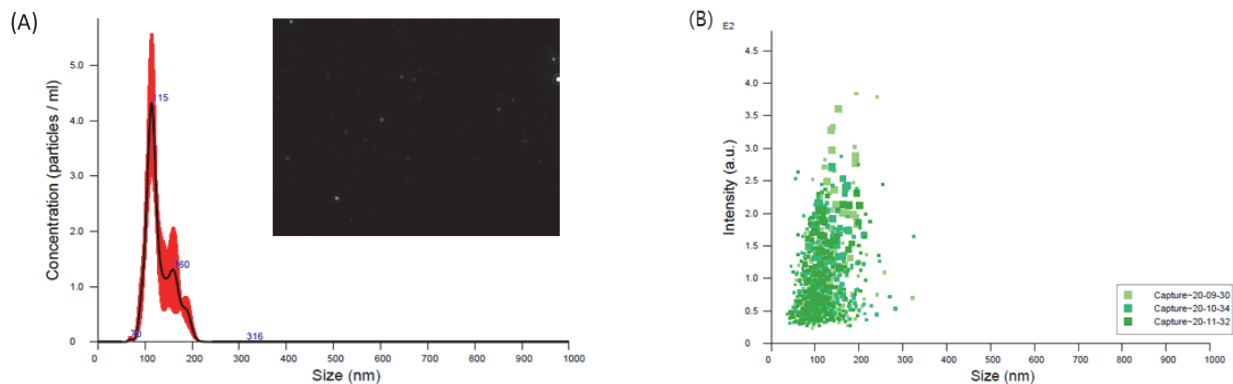 (A)
Concentration (particles / ml)
5.0
4.0
3.0
2.0
1.0
0
115
160
70
316
0 100 200 300 400 500 600 700 800 900 1000
Size (nm)
(B)
E2
Intensity (a.u.)
4.5
4.0
3.5
3.0
2.5
2.0
1.5
1.0
0.5
0
Capture~20-09-30
Capture~20-10-34
Capture~20-11-32
0 100 200 300 400 500 600 700 800 900 1000
Size (nm)